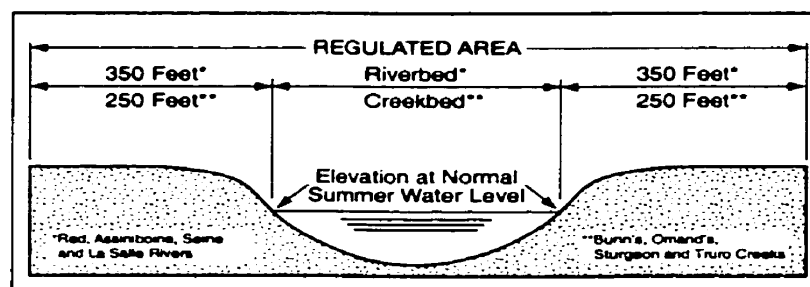 REGULATED AREA
350 Feet* Riverbed* 350 Feet*
250 Feet** Creekbed** 250 Feet**
Elevation at Normal
Summer Water Level
*Red, Assiniboine, Seine
and La Salle Rivers
**Bunn's, Omand's,
Sturgeon and Truro Creeks